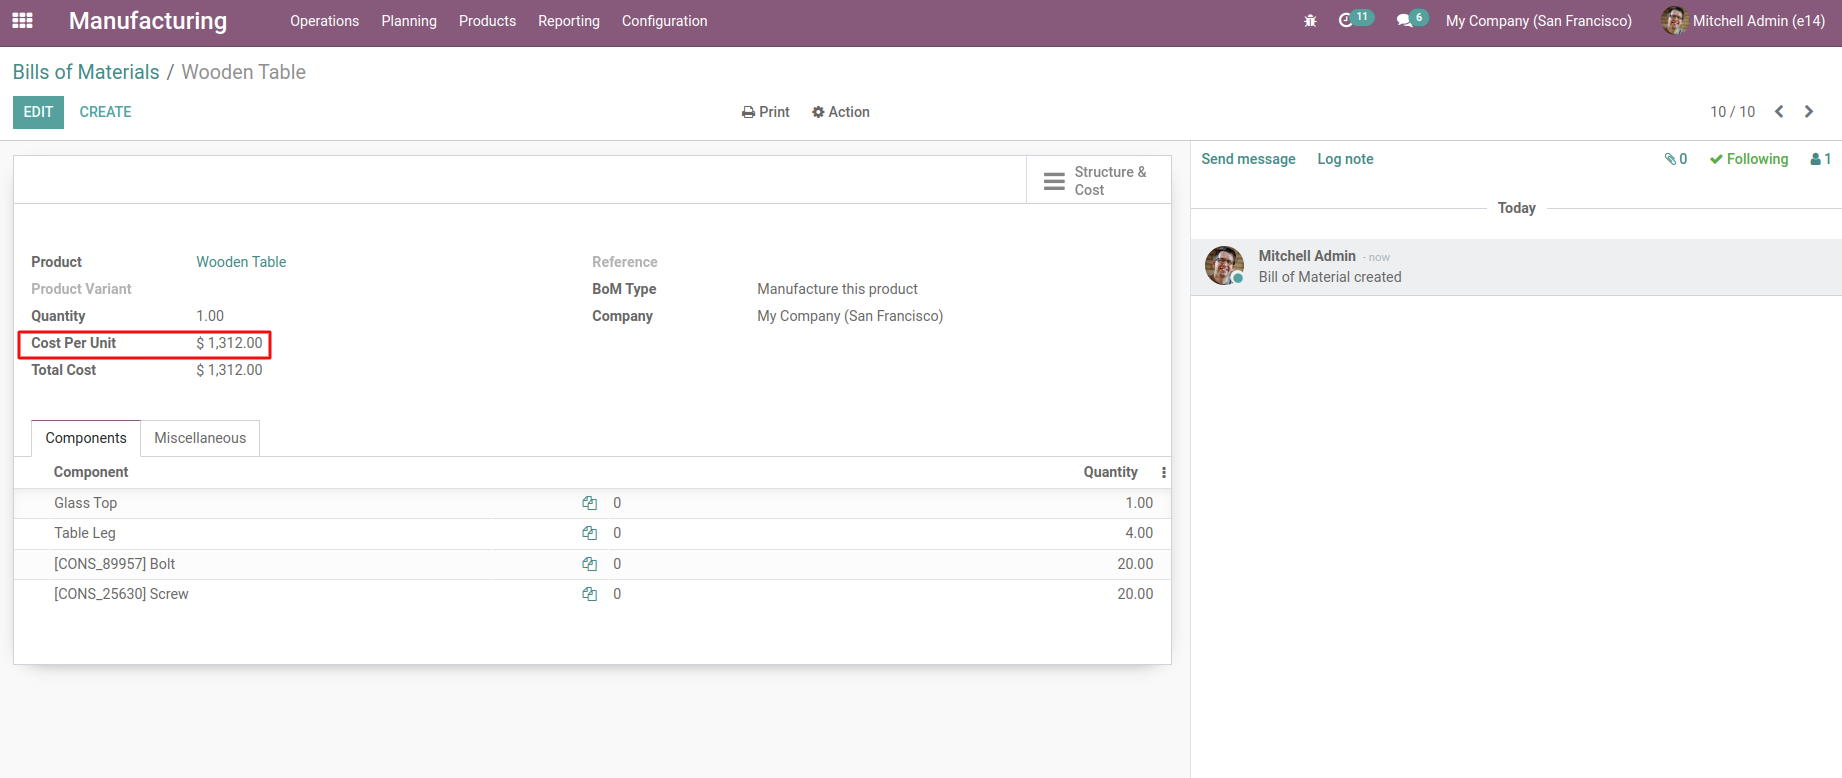 Manufacturing Operations Planning Products Reporting Configuration 11 6 My Company (San Francisco) Mitchell Admin (e14)
Bills of Materials / Wooden Table
EDIT CREATE Print Action 10 / 10
Structure &
Cost
Product Wooden Table Reference
Product Variant BoM Type Manufacture this product
Quantity 1.00 Company My Company (San Francisco)
Cost Per Unit $ 1,312.00
Total Cost $ 1,312.00
Components Miscellaneous
Component Quantity
Glass Top 0 1.00
Table Leg 0 4.00
[CONS_89957] Bolt 0 20.00
[CONS_25630] Screw 0 20.00
Send message Log note 0 Following 1
Today
Mitchell Admin - now
Bill of Material created